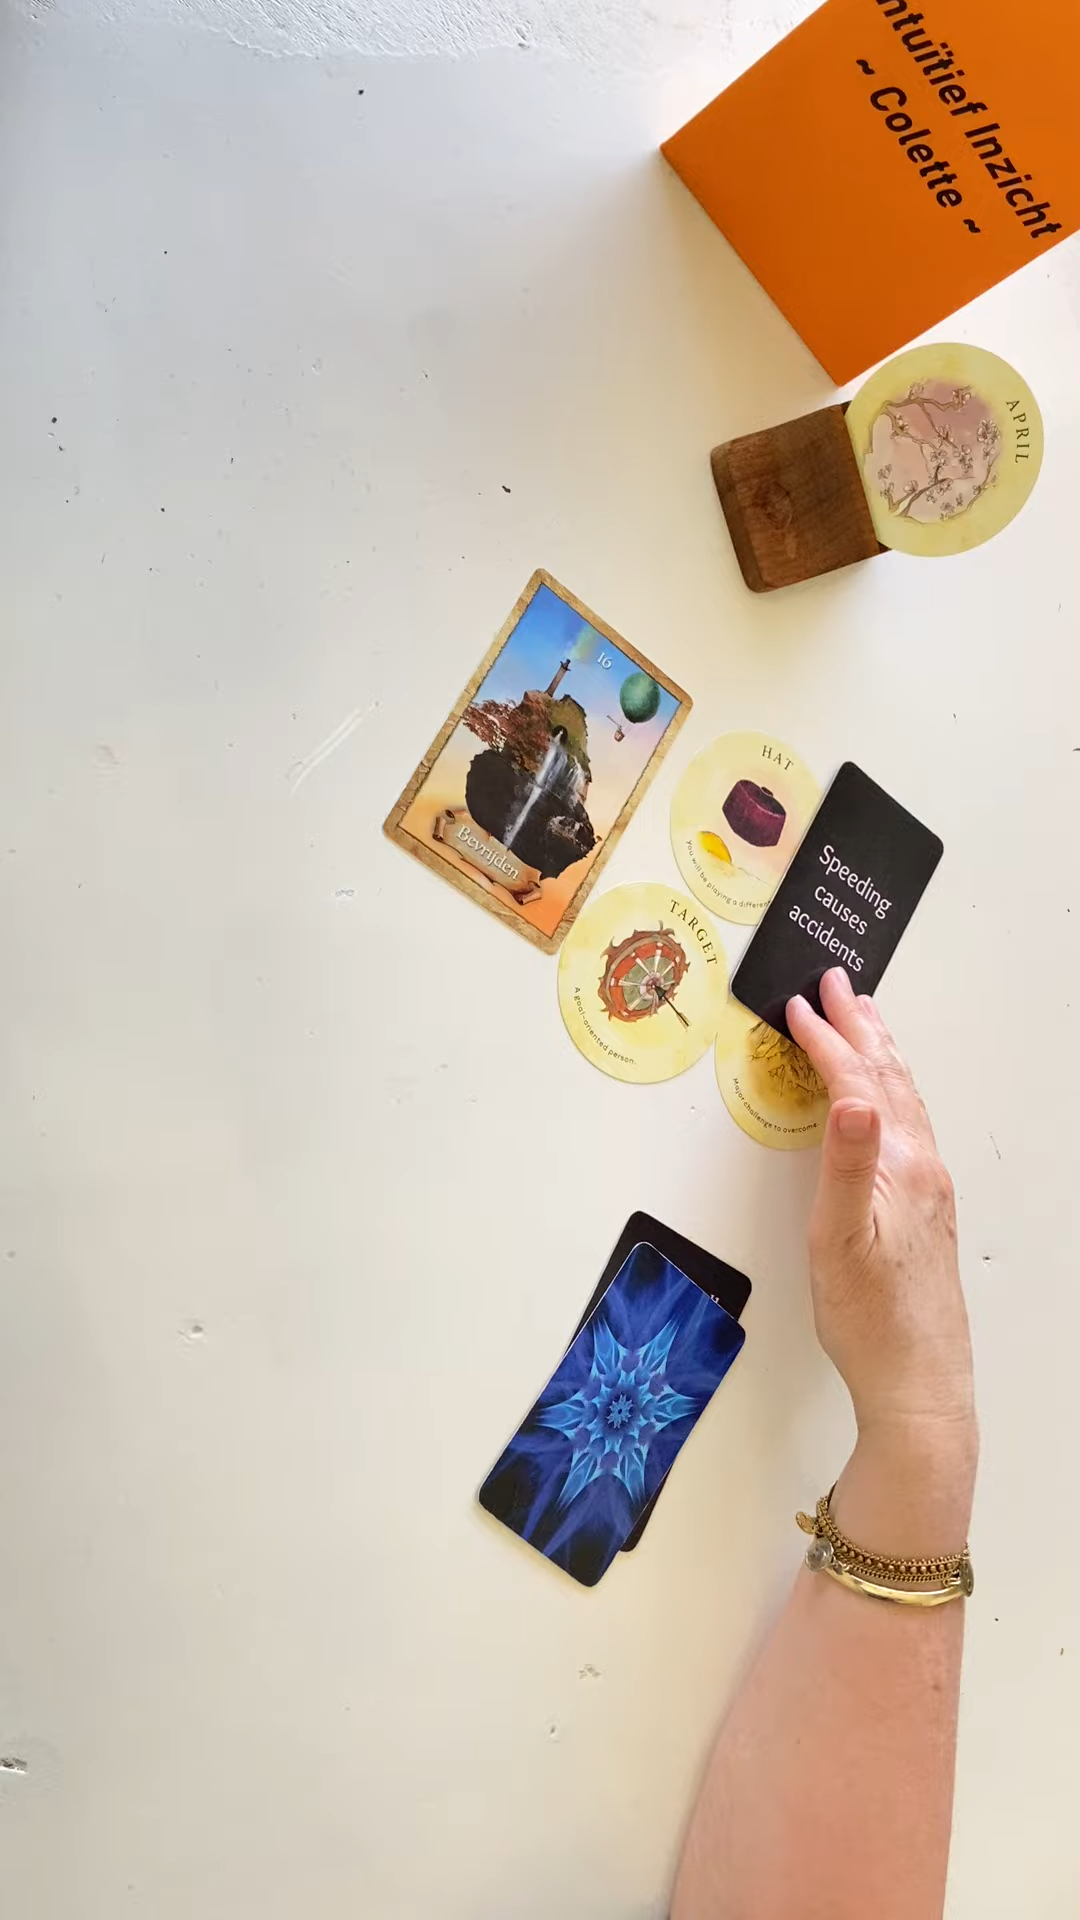 ntuïtief Inzicht
~ Colette ~
APRIL
16
Bevrijden
HAT
You will be playing a different
Speeding
causes
accidents
TARGET
A goal-oriented person.
Major challenge to overcome.